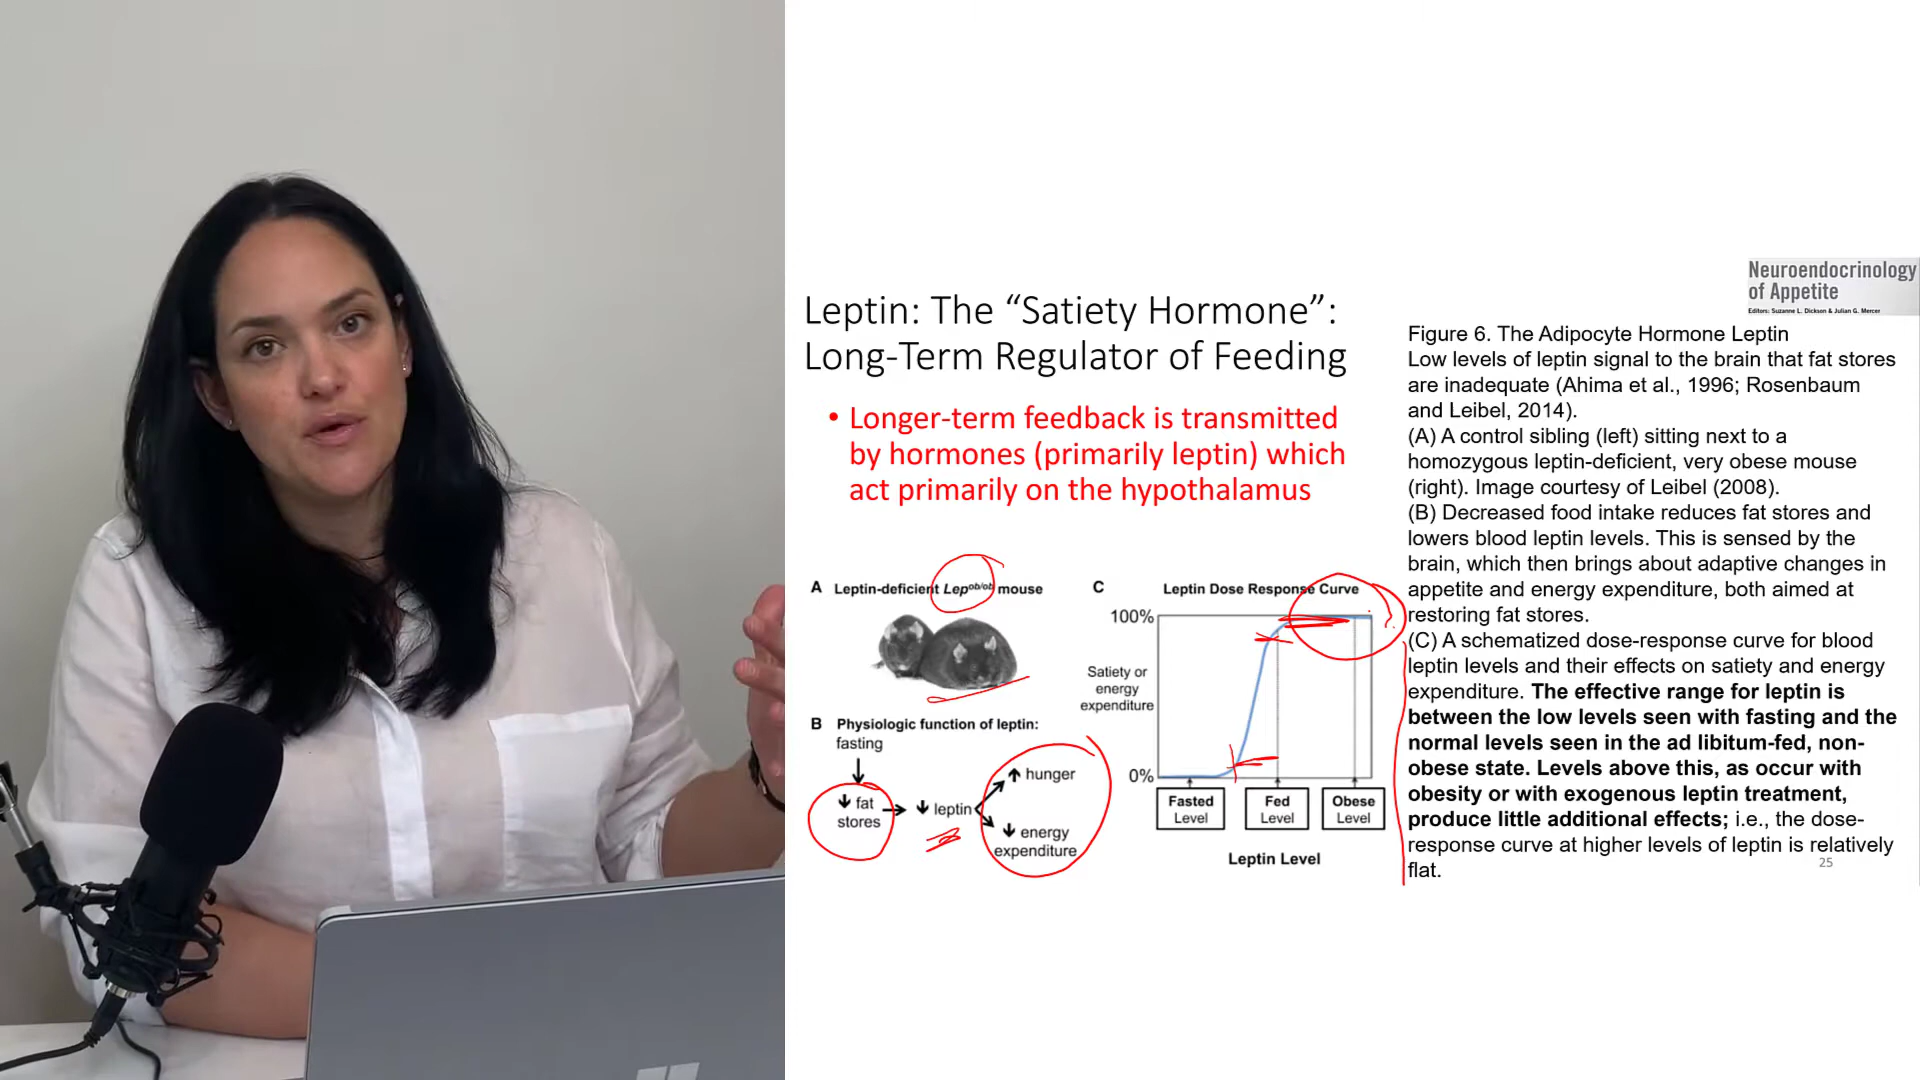 Neuroendocrinology
of Appetite
Editors: Suzanne L. Dickson & Julian G. Mercer
Leptin: The “Satiety Hormone”:
Long-Term Regulator of Feeding
• Longer-term feedback is transmitted
by hormones (primarily leptin) which
act primarily on the hypothalamus
A Leptin-deficient Lepob/ob mouse
B Physiologic function of leptin:
fasting
↓ fat
stores
↓ leptin
↑ hunger
↓ energy
expenditure
C Leptin Dose Response Curve
100%
Satiety or
energy
expenditure
0%
Fasted
Level
Fed
Level
Obese
Level
Leptin Level
Figure 6. The Adipocyte Hormone Leptin
Low levels of leptin signal to the brain that fat stores
are inadequate (Ahima et al., 1996; Rosenbaum
and Leibel, 2014).
(A) A control sibling (left) sitting next to a
homozygous leptin-deficient, very obese mouse
(right). Image courtesy of Leibel (2008).
(B) Decreased food intake reduces fat stores and
lowers blood leptin levels. This is sensed by the
brain, which then brings about adaptive changes in
appetite and energy expenditure, both aimed at
restoring fat stores.
(C) A schematized dose-response curve for blood
leptin levels and their effects on satiety and energy
expenditure. The effective range for leptin is
between the low levels seen with fasting and the
normal levels seen in the ad libitum-fed, non-
obese state. Levels above this, as occur with
obesity or with exogenous leptin treatment,
produce little additional effects; i.e., the dose-
response curve at higher levels of leptin is relatively
flat.
25